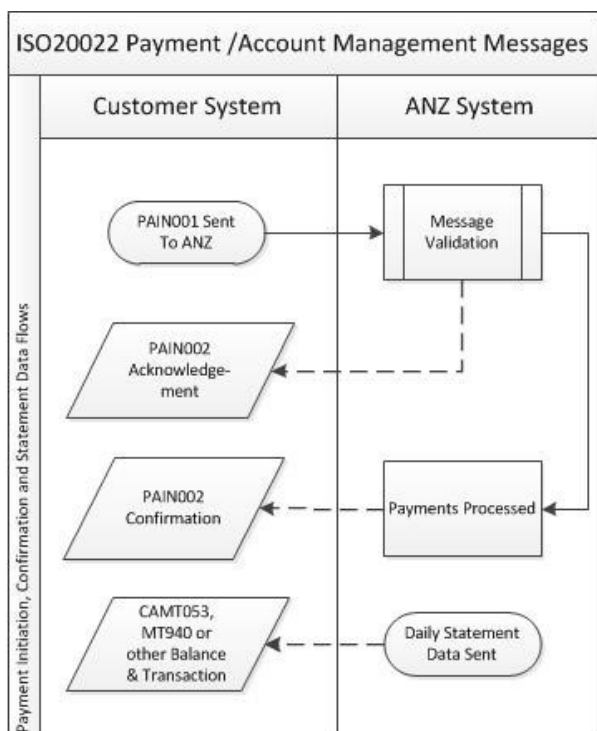 ISO20022 Payment /Account Management Messages
Customer System
ANZ System
Payment Initiation, Confirmation and Statement Data Flows
PAIN001 Sent
To ANZ
Message
Validation
PAIN002
Acknowledge-
ment
PAIN002
Confirmation
Payments Processed
CAMT053,
MT940 or
other Balance
& Transaction
Daily Statement
Data Sent